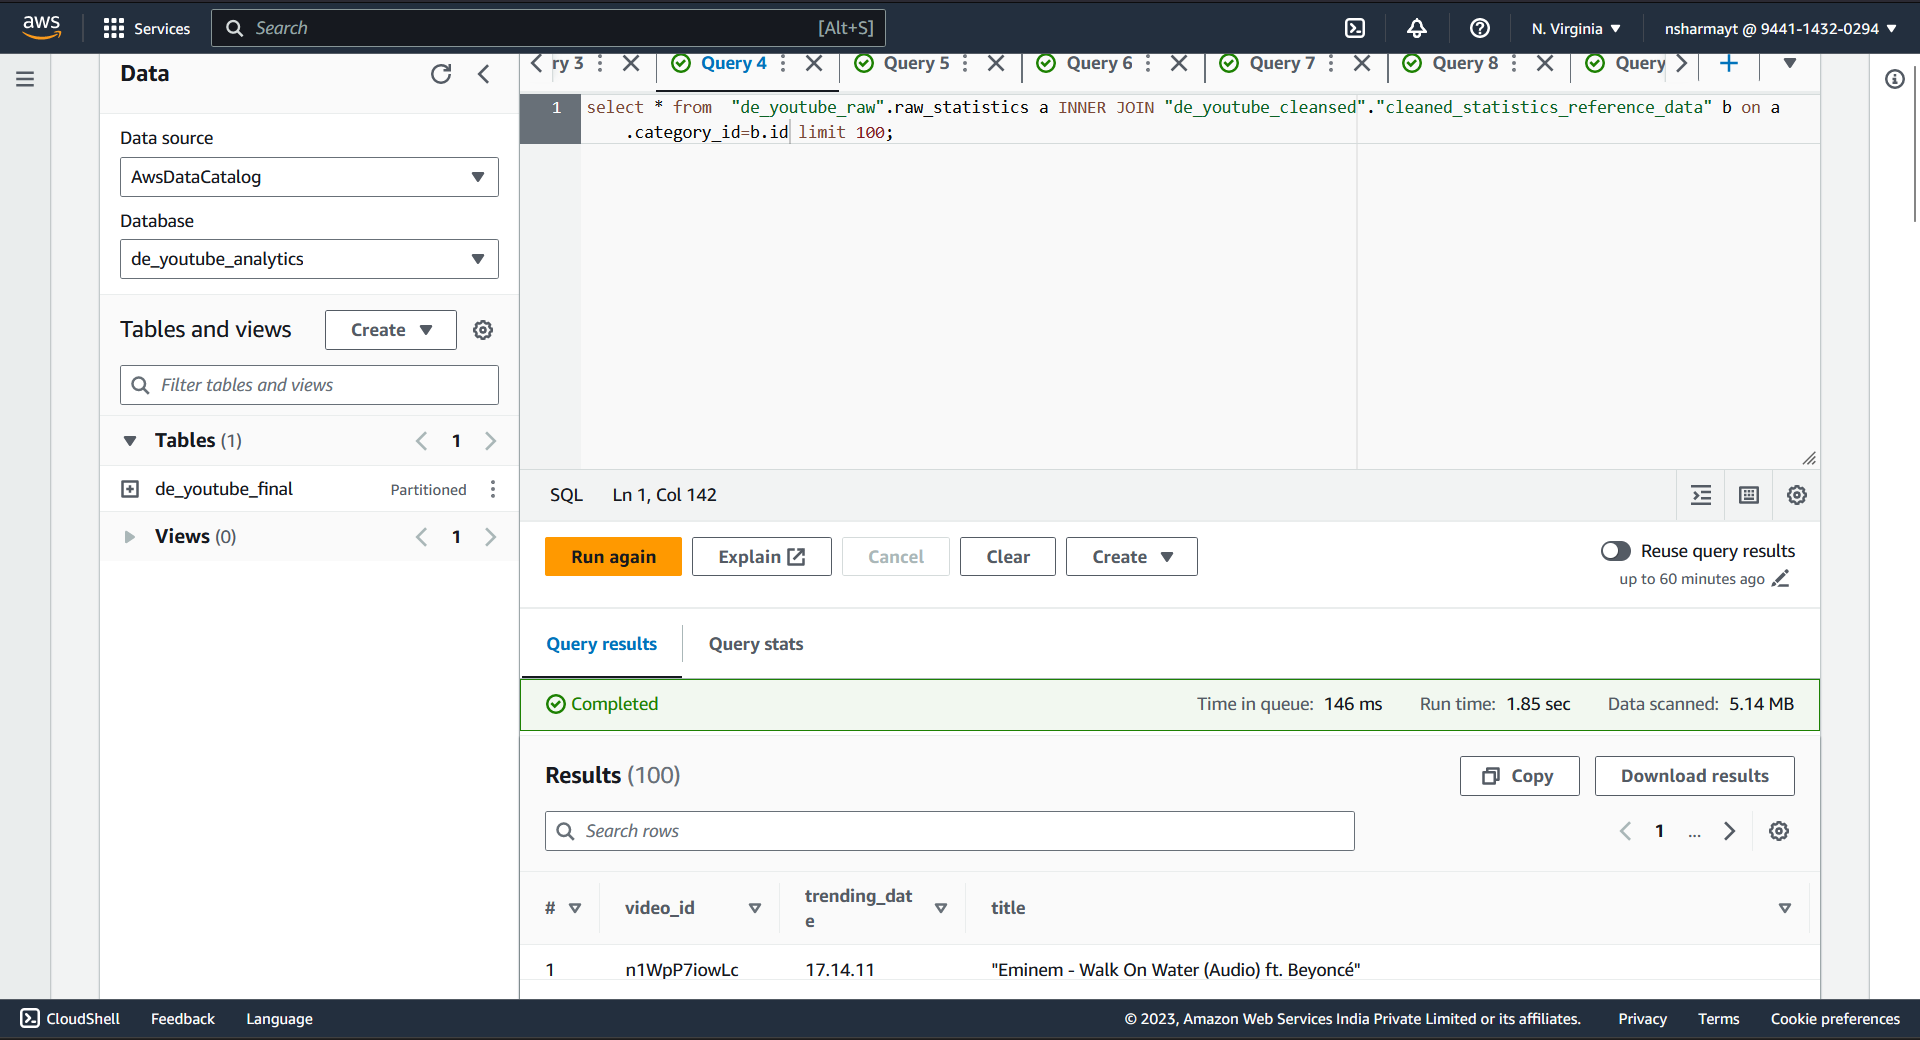 aws
Services
Search
[Alt+S]
N. Virginia
nsharmayt @ 9441-1432-0294
Data
Data source
AwsDataCatalog
Database
de_youtube_analytics
Tables and views
Create
Filter tables and views
Tables (1)
1
de_youtube_final
Partitioned
Views (0)
1
ry 3
Query 4
Query 5
Query 6
Query 7
Query 8
Query
1
select * from  "de_youtube_raw".raw_statistics a INNER JOIN "de_youtube_cleansed"."cleaned_statistics_reference_data" b on a
.category_id=b.id limit 100;
SQL
Ln 1, Col 142
Run again
Explain
Cancel
Clear
Create
Reuse query results
up to 60 minutes ago
Query results
Query stats
Completed
Time in queue: 146 ms
Run time: 1.85 sec
Data scanned: 5.14 MB
Results (100)
Copy
Download results
Search rows
1
...
#
video_id
trending_dat
e
title
1
n1WpP7iowLc
17.14.11
"Eminem - Walk On Water (Audio) ft. Beyoncé"
CloudShell
Feedback
Language
© 2023, Amazon Web Services India Private Limited or its affiliates.
Privacy
Terms
Cookie preferences